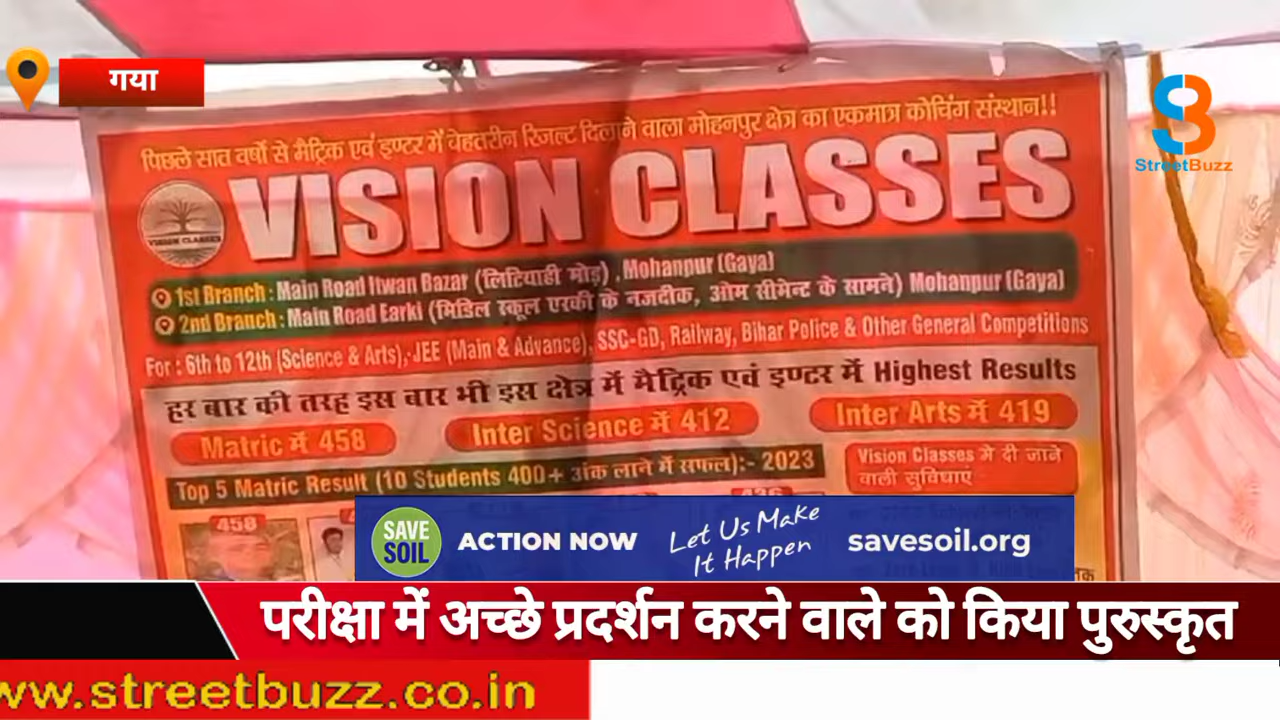 गया
StreetBuzz
पिछले सात वर्षो से मैट्रिक एवं इण्टर में बेहतरीन रिजल्ट दिलाने वाला मोहनपुर क्षेत्र का एकमात्र कोचिंग संस्थान!!
VISION CLASSES
VISION CLASSES
1st Branch : Main Road Itwan Bazar (लिटियाही मोड़) , Mohanpur (Gaya)
2nd Branch : Main Road Earki (मिडिल स्कूल एरकी के नजदीक, ओम सीमेन्ट के सामने) Mohanpur (Gaya)
For : 6th to 12th (Science & Arts), JEE (Main & Advance), SSC-GD, Railway, Bihar Police & Other General Competitions
हर बार की तरह इस बार भी इस क्षेत्र में मैट्रिक एवं इण्टर में Highest Results
Matric में 458 Inter Science में 412 Inter Arts में 419
Top 5 Matric Result (10 Students 400+ अंक लाने में सफल):- 2023
Vision Classes मे दी जाने
वाली सुविधाएं
458
SAVE
SOIL
ACTION NOW
Let Us Make
It Happen
savesoil.org
परीक्षा में अच्छे प्रदर्शन करने वाले को किया पुरुस्कृत
ww.streetbuzz.co.in